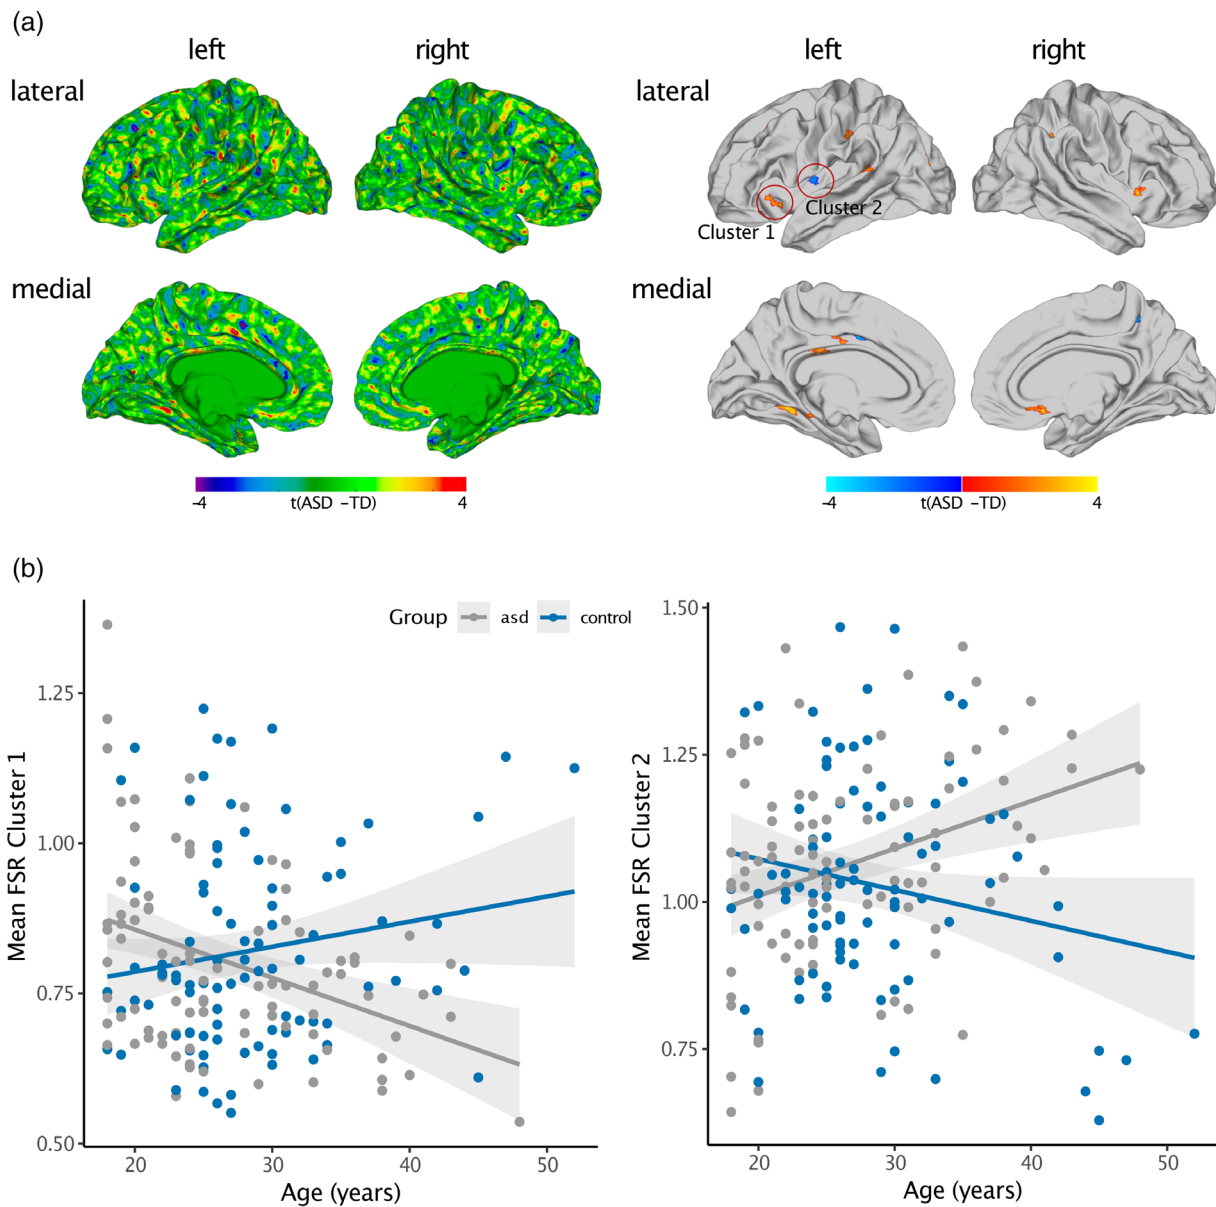 (a)
left right left right
lateral lateral
Cluster 2
Cluster 1
medial medial
-4 t(ASD -TD) 4 -4 t(ASD -TD) 4
(b)
Group asd control
Mean FSR Cluster 1
1.25
1.00
0.75
0.50
20 30 40 50
Age (years)
Mean FSR Cluster 2
1.50
1.25
1.00
0.75
20 30 40 50
Age (years)